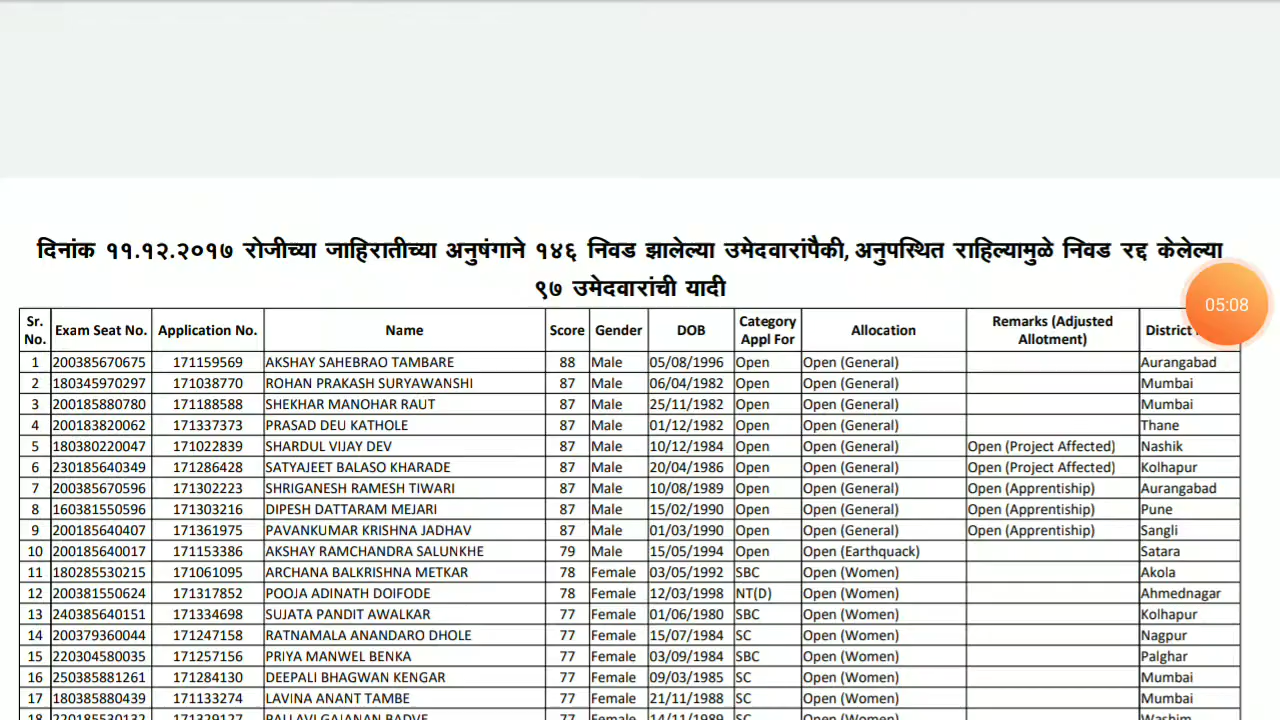 दिनांक ११.१२.२०१७ रोजीच्या जाहिरातीच्या अनुषंगाने १४६ निवड झालेल्या उमेदवारांपैकी, अनुपस्थित राहिल्यामुळे निवड रद्द केलेल्या
९७ उमेदवारांची यादी
05:08
Sr. No. Exam Seat No. Application No. Name Score Gender DOB Category Appl For Allocation Remarks (Adjusted Allotment) District
1 200385670675 171159569 AKSHAY SAHEBRAO TAMBARE 88 Male 05/08/1996 Open Open (General) Aurangabad
2 180345970297 171038770 ROHAN PRAKASH SURYAWANSHI 87 Male 06/04/1982 Open Open (General) Mumbai
3 200185880780 171188588 SHEKHAR MANOHAR RAUT 87 Male 25/11/1982 Open Open (General) Mumbai
4 200183820062 171337373 PRASAD DEU KATHOLE 87 Male 01/12/1982 Open Open (General) Thane
5 180380220047 171022839 SHARDUL VIJAY DEV 87 Male 10/12/1984 Open Open (General) Open (Project Affected) Nashik
6 230185640349 171286428 SATYAJEET BALASO KHARADE 87 Male 20/04/1986 Open Open (General) Open (Project Affected) Kolhapur
7 200385670596 171302223 SHRIGANESH RAMESH TIWARI 87 Male 10/08/1989 Open Open (General) Open (Apprentiship) Aurangabad
8 160381550596 171303216 DIPESH DATTARAM MEJARI 87 Male 15/02/1990 Open Open (General) Open (Apprentiship) Pune
9 200185640407 171361975 PAVANKUMAR KRISHNA JADHAV 87 Male 01/03/1990 Open Open (General) Open (Apprentiship) Sangli
10 200185640017 171153386 AKSHAY RAMCHANDRA SALUNKHE 79 Male 15/05/1994 Open Open (Earthquack) Satara
11 180285530215 171061095 ARCHANA BALKRISHNA METKAR 78 Female 03/05/1992 SBC Open (Women) Akola
12 200381550624 171317852 POOJA ADINATH DOIFODE 78 Female 12/03/1998 NT(D) Open (Women) Ahmednagar
13 240385640151 171334698 SUJATA PANDIT AWALKAR 77 Female 01/06/1980 SBC Open (Women) Kolhapur
14 200379360044 171247158 RATNAMALA ANANDARO DHOLE 77 Female 15/07/1984 SC Open (Women) Nagpur
15 220304580035 171257156 PRIYA MANWEL BENKA 77 Female 03/09/1984 SBC Open (Women) Palghar
16 250385881261 171284130 DEEPALI BHAGWAN KENGAR 77 Female 09/03/1985 SC Open (Women) Mumbai
17 180385880439 171133274 LAVINA ANANT TAMBE 77 Female 21/11/1988 SC Open (Women) Mumbai
18 220185530132 171329127 PALLAVI GAJANAN BADVE 77 Female 14/11/1989 SC Open (Women) Washim